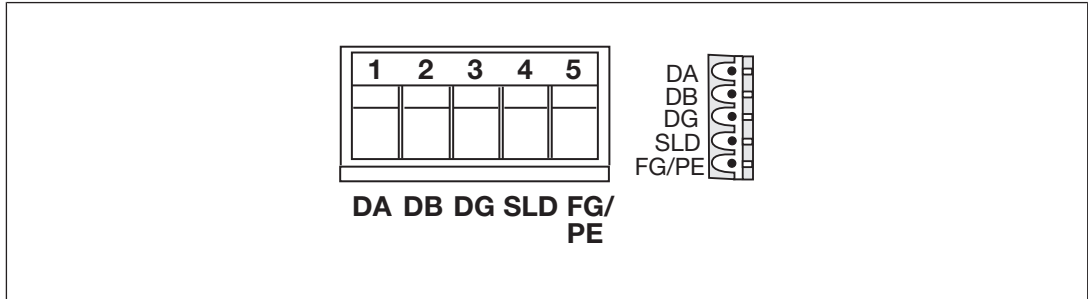 1 2 3 4 5
DA DB DG SLD FG/
PE
DA
DB
DG
SLD
FG/PE